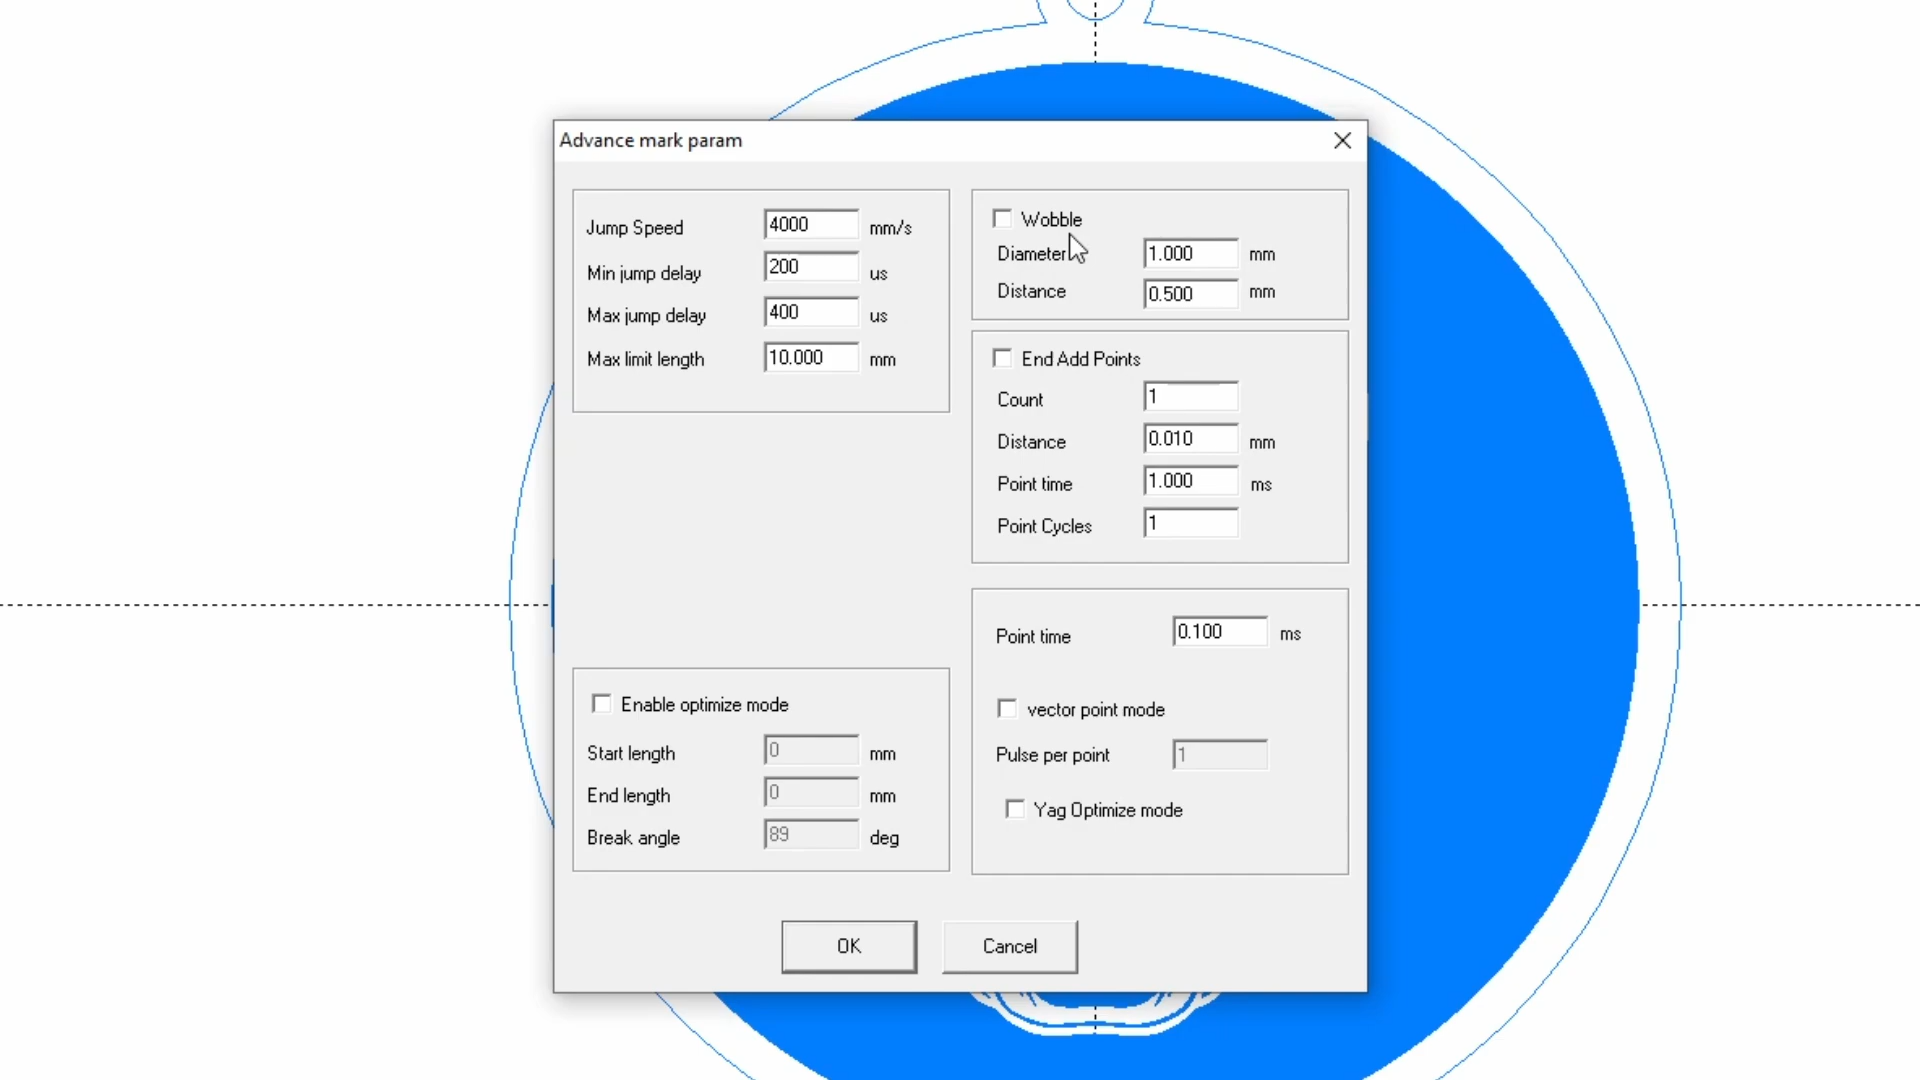 Advance mark param
Jump Speed 4000 mm/s
Min jump delay 200 us
Max jump delay 400 us
Max limit length 10.000 mm
Wobble
Diameter 1.000 mm
Distance 0.500 mm
End Add Points
Count 1
Distance 0.010 mm
Point time 1.000 ms
Point Cycles 1
Enable optimize mode
Start length 0 mm
End length 0 mm
Break angle 89 deg
Point time 0.100 ms
vector point mode
Pulse per point 1
Yag Optimize mode
OK Cancel